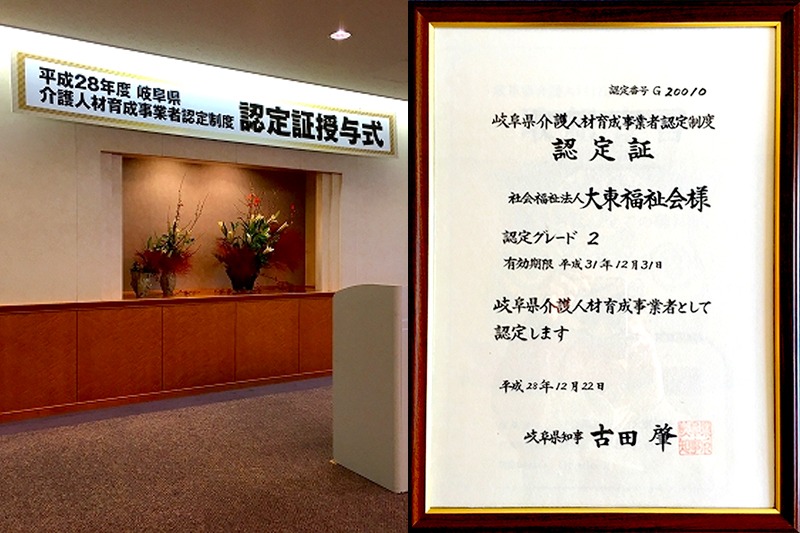 平成28年度 岐阜県
介護人材育成事業者認定制度 認定証授与式
認定番号 G 20010
岐阜県介護人材育成事業者認定制度
認定証
社会福祉法人 大東福祉会様
認定グレード 2
有効期限 平成31年12月31日
岐阜県介護人材育成事業者として
認定します
平成28年12月22日
岐阜県知事 古田 肇